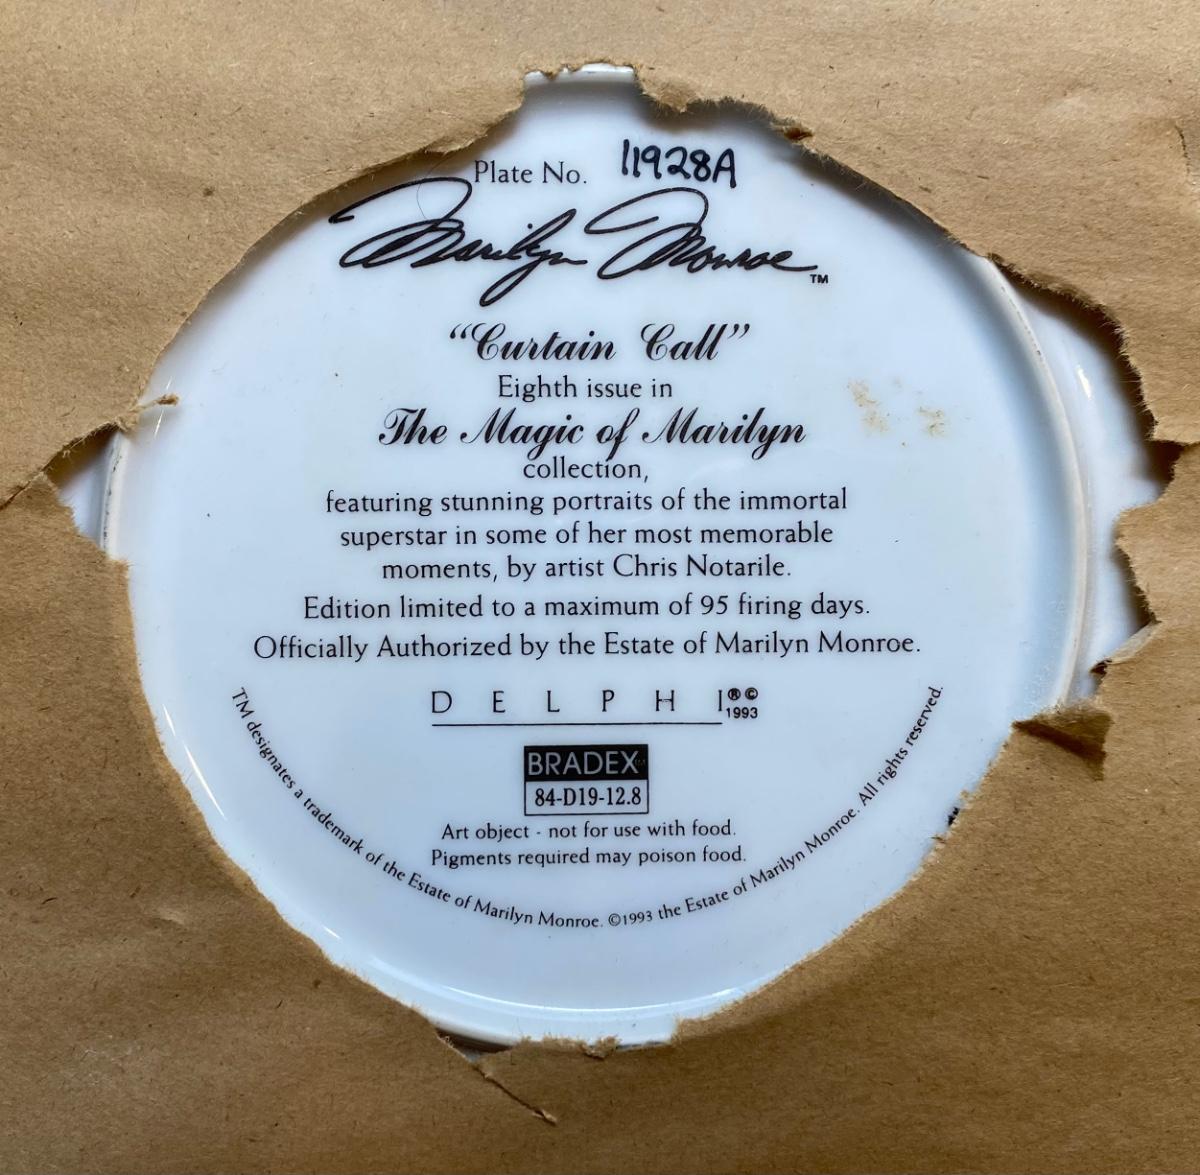 Plate No. 11928A
Marilyn Monroe™
"Curtain Call"
Eighth issue in
The Magic of Marilyn
collection,
featuring stunning portraits of the immortal
superstar in some of her most memorable
moments, by artist Chris Notarile.
Edition limited to a maximum of 95 firing days.
Officially Authorized by the Estate of Marilyn Monroe.
DELPHI®© 1993
BRADEX™
84-D19-12.8
Art object - not for use with food.
Pigments required may poison food.
TM designates a trademark of the Estate of Marilyn Monroe. ©1993 the Estate of Marilyn Monroe. All rights reserved.